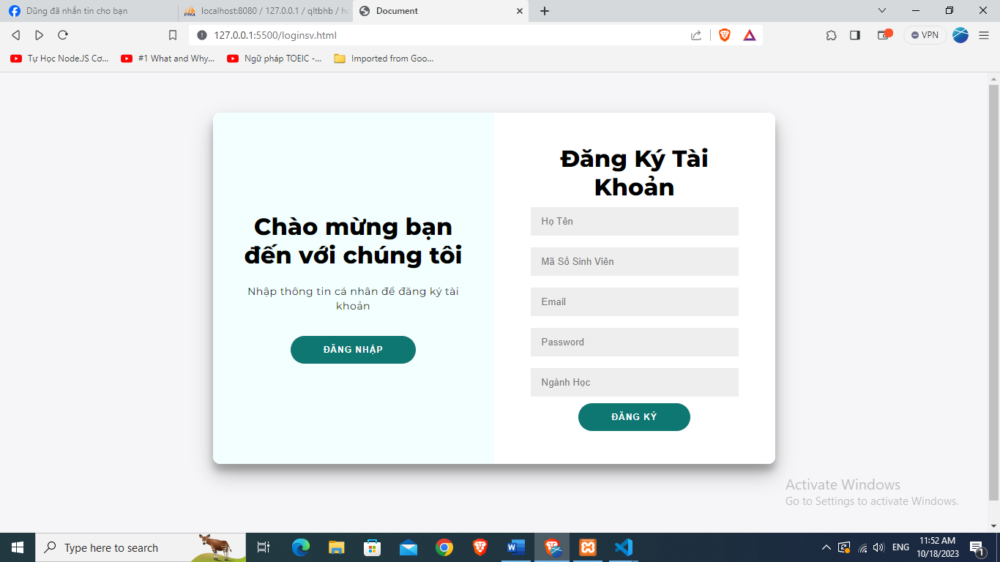 Dũng đã nhắn tin cho bạn
localhost:8080 / 127.0.0.1 / qltbhb / ho
Document
127.0.0.1:5500/loginsv.html
VPN
Tự Học Node.JS Cơ...
#1 What and Why...
Ngữ pháp TOEIC -...
Imported from Goo...
Chào mừng bạn
đến với chúng tôi
Nhập thông tin cá nhân để đăng ký tài
khoản
ĐĂNG NHẬP
Đăng Ký Tài
Khoản
Họ Tên
Mã Số Sinh Viên
Email
Password
Ngành Học
ĐĂNG KÝ
Activate Windows
Go to Settings to activate Windows.
Type here to search
ENG
11:52 AM
10/18/2023
1